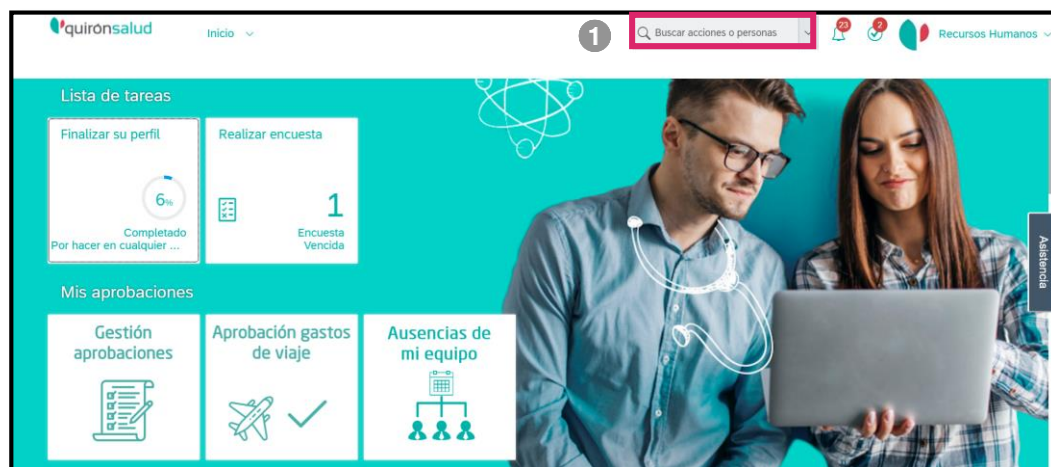 quirónsalud
Inicio
1
Buscar acciones o personas
23
2
Recursos Humanos
Lista de tareas
Finalizar su perfil
6%
Completado
Por hacer en cualquier ...
Realizar encuesta
1
Encuesta
Vencida
Asistencia
Mis aprobaciones
Gestión
aprobaciones
Aprobación gastos
de viaje
Ausencias de
mi equipo